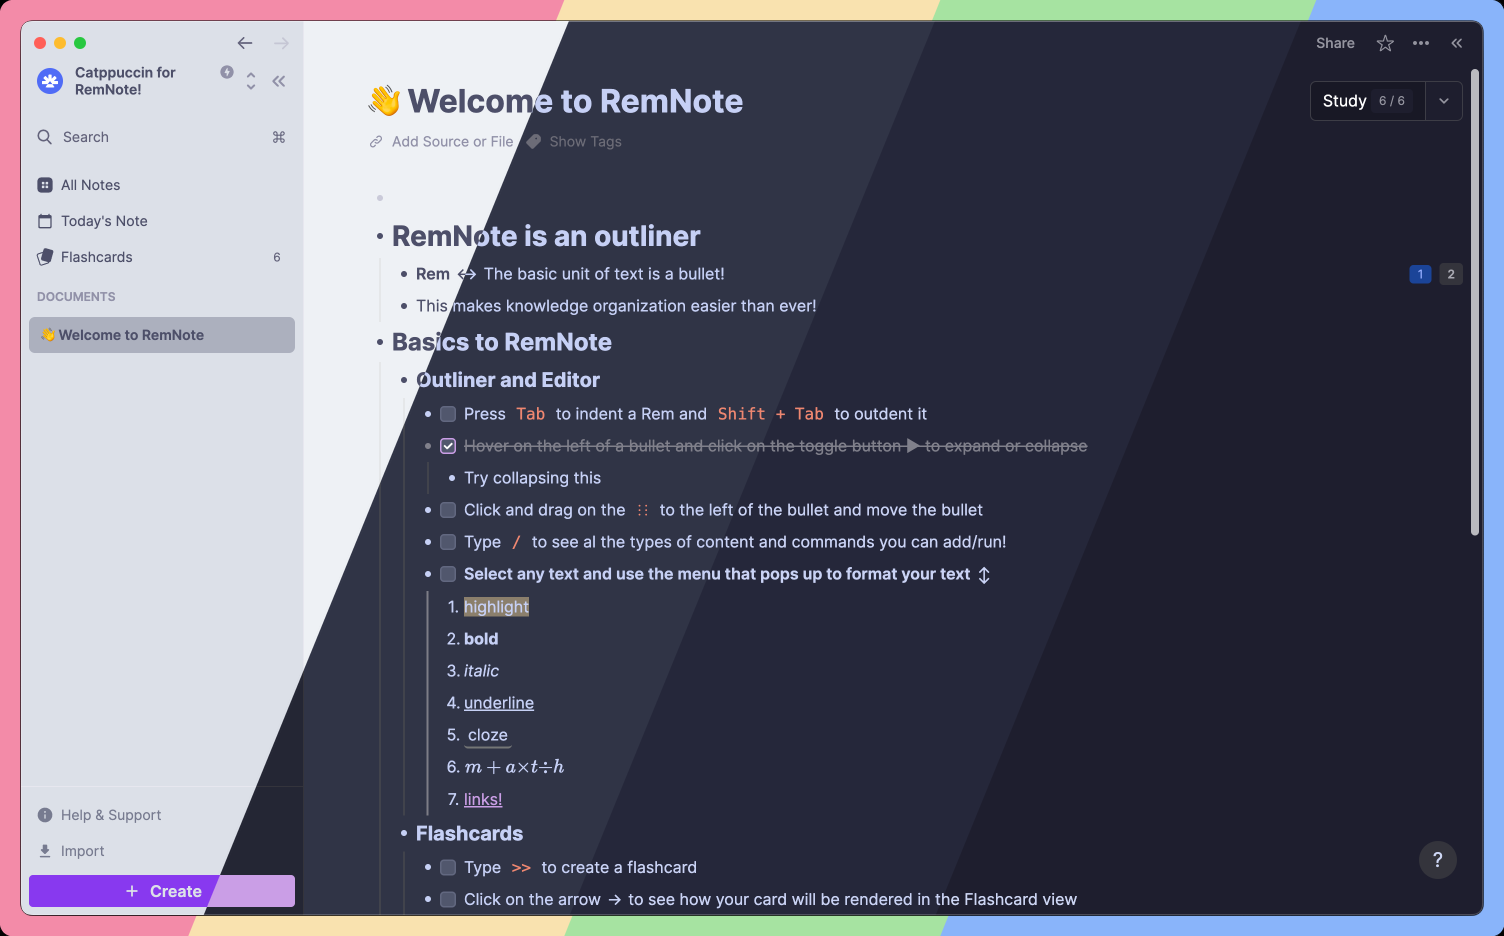 Catppuccin for
RemNote!
Search ⌘
All Notes
Today's Note
Flashcards 6
DOCUMENTS
👋 Welcome to RemNote
Help & Support
Import
+ Create
Share
Study 6 / 6
👋 Welcome to RemNote
Add Source or File Show Tags
RemNote is an outliner
Rem ↔ The basic unit of text is a bullet! 1 2
This makes knowledge organization easier than ever!
Basics to RemNote
Outliner and Editor
Press Tab to indent a Rem and Shift + Tab to outdent it
Hover on the left of a bullet and click on the toggle button ▶ to expand or collapse
Try collapsing this
Click and drag on the ⫶⫶ to the left of the bullet and move the bullet
Type / to see al the types of content and commands you can add/run!
Select any text and use the menu that pops up to format your text ↕
1. highlight
2. bold
3. italic
4. underline
5. cloze
6. m + a×t÷h
7. links!
Flashcards
Type >> to create a flashcard
Click on the arrow → to see how your card will be rendered in the Flashcard view
?